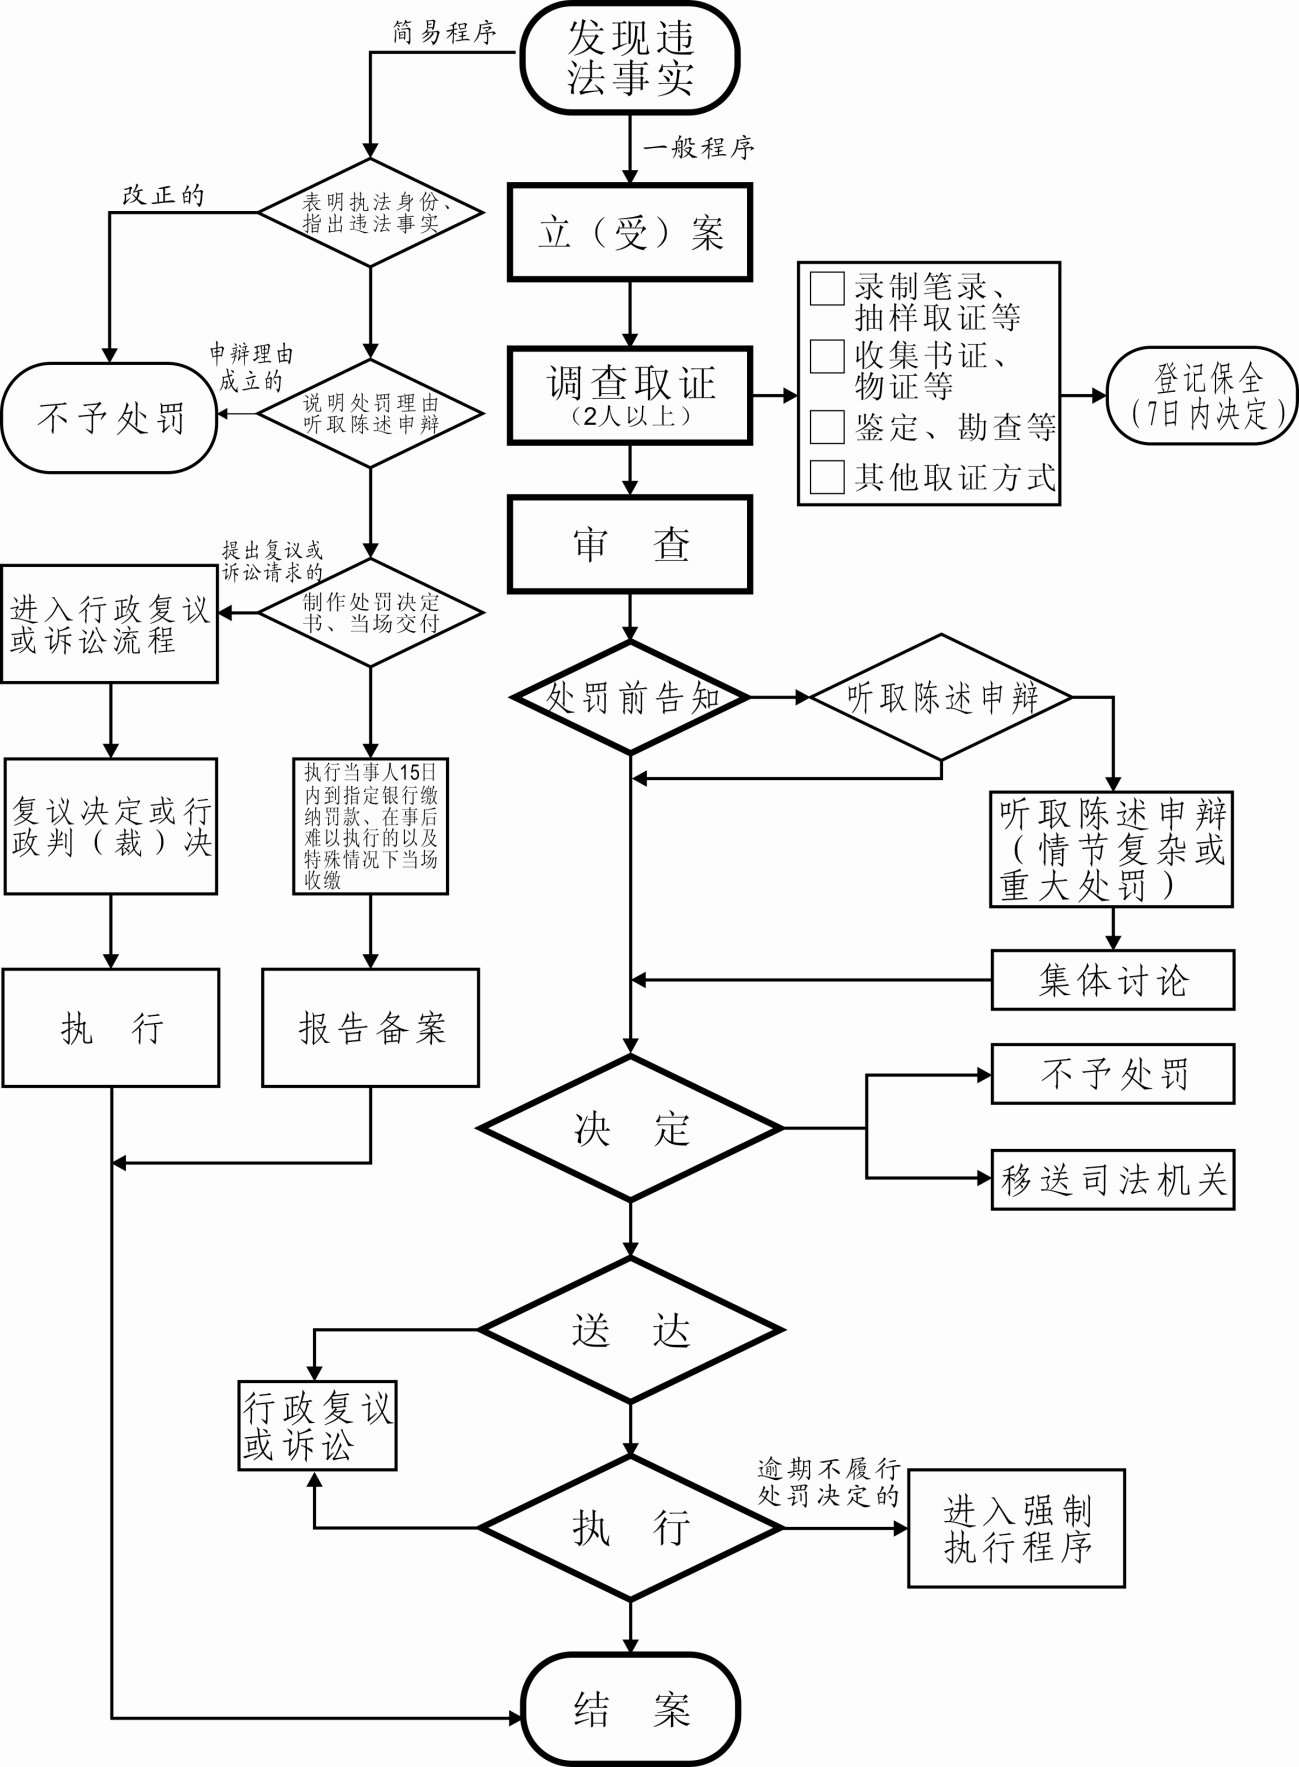 简易程序
发现违
法事实
一般程序
改正的
表明执法身份、
指出违法事实
立（受）案
录制笔录、
抽样取证等
收集书证、
物证等
鉴定、勘查等
其他取证方式
调查取证
（2人以上）
登记保全
（7日内决定）
申辩理由
成立的
不予处罚
说明处罚理由
听取陈述申辩
审 查
提出复议或
诉讼请求的
进入行政复议
或诉讼流程
制作处罚决定
书、当场交付
处罚前告知
听取陈述申辩
复议决定或行
政判（裁）决
执行当事人15日
内到指定银行缴
纳罚款、在事后
难以执行的以及
特殊情况下当场
收缴
听取陈述申辩
（情节复杂或
重大处罚）
集体讨论
执 行
报告备案
不予处罚
决 定
移送司法机关
送 达
行政复议
或诉讼
逾期不履行
处罚决定的
执 行
进入强制
执行程序
结 案